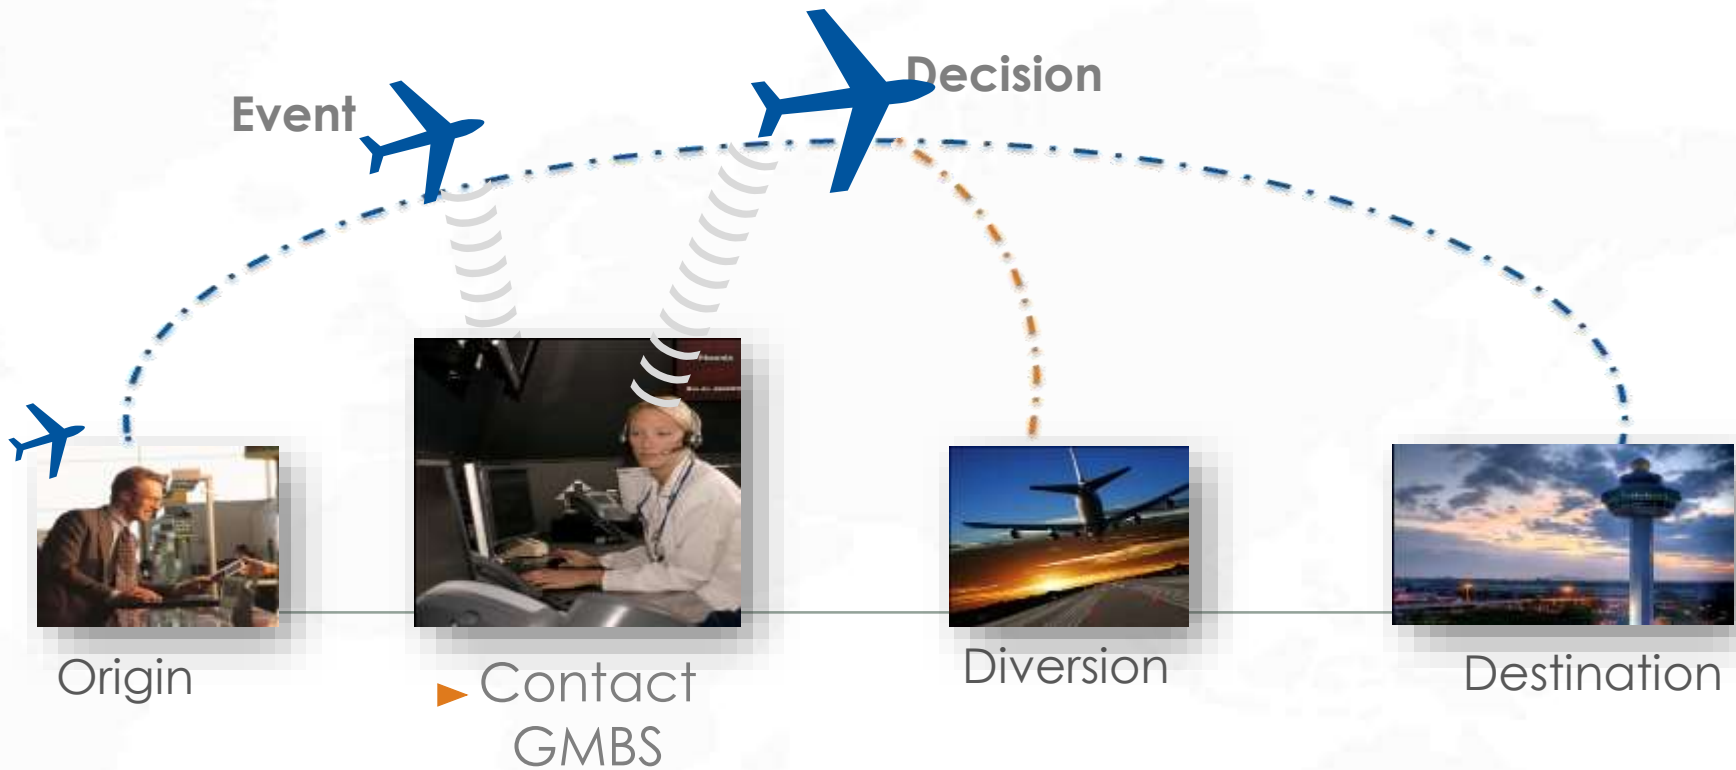 Event
Decision
Origin
Contact
GMBS
Diversion
Destination